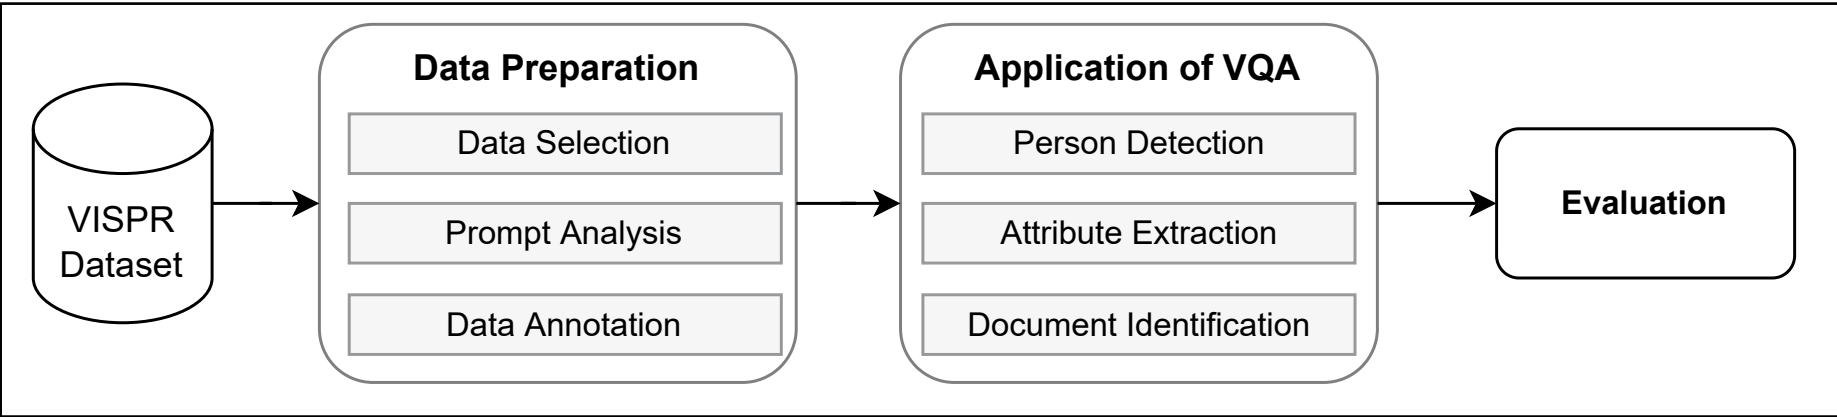 VISPR
Dataset
Data Preparation
Data Selection
Prompt Analysis
Data Annotation
Application of VQA
Person Detection
Attribute Extraction
Document Identification
Evaluation